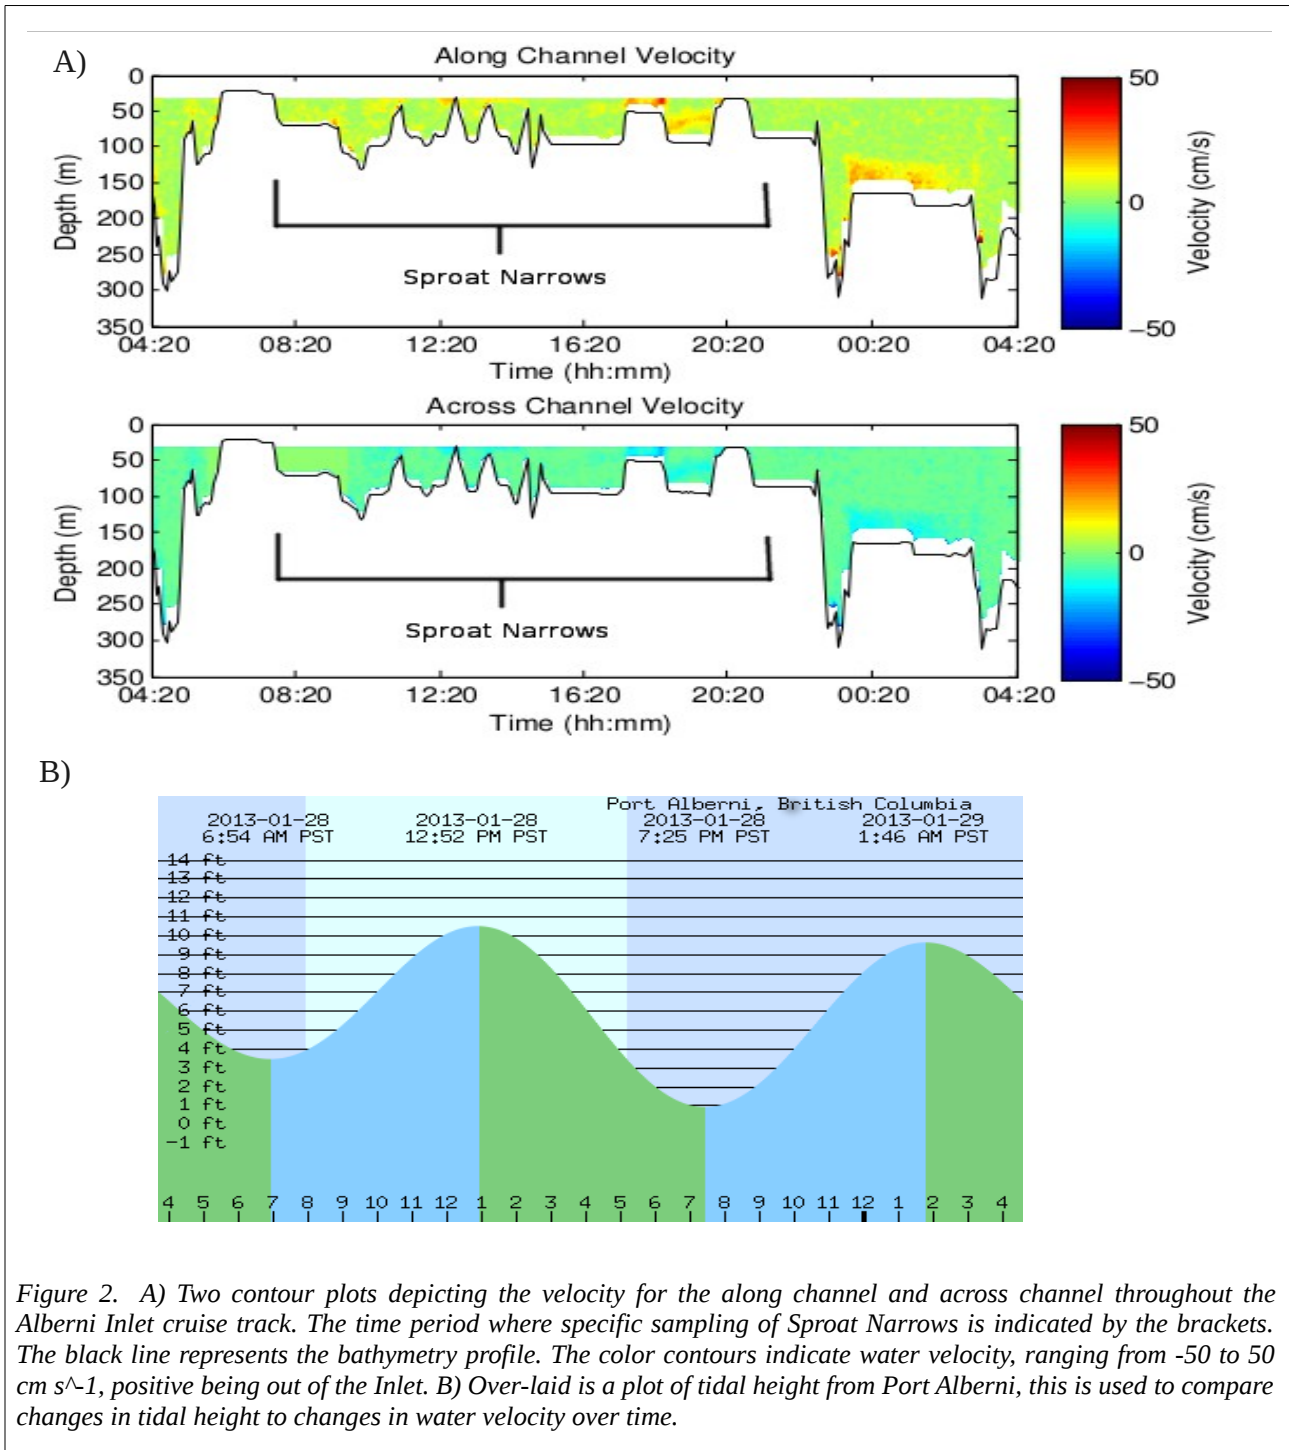 A)
Along Channel Velocity
0
50
100
150
200
250
300
350
Depth (m)
04:20 08:20 12:20 16:20 20:20 00:20 04:20
Time (hh:mm)
Sproat Narrows
50
0
−50
Velocity (cm/s)
Across Channel Velocity
0
50
100
150
200
250
300
350
Depth (m)
04:20 08:20 12:20 16:20 20:20 00:20 04:20
Time (hh:mm)
Sproat Narrows
50
0
−50
Velocity (cm/s)
B)
Port Alberni, British Columbia
2013-01-28 2013-01-28 2013-01-28 2013-01-29
6:54 AM PST 12:52 PM PST 7:25 PM PST 1:46 AM PST
14 ft
13 ft
12 ft
11 ft
10 ft
9 ft
8 ft
7 ft
6 ft
5 ft
4 ft
3 ft
2 ft
1 ft
0 ft
-1 ft
4 5 6 7 8 9 10 11 12 1 2 3 4 5 6 7 8 9 10 11 12 1 2 3 4
Figure 2. A) Two contour plots depicting the velocity for the along channel and across channel throughout the
Alberni Inlet cruise track. The time period where specific sampling of Sproat Narrows is indicated by the brackets.
The black line represents the bathymetry profile. The color contours indicate water velocity, ranging from -50 to 50
cm s^-1, positive being out of the Inlet. B) Over-laid is a plot of tidal height from Port Alberni, this is used to compare
changes in tidal height to changes in water velocity over time.